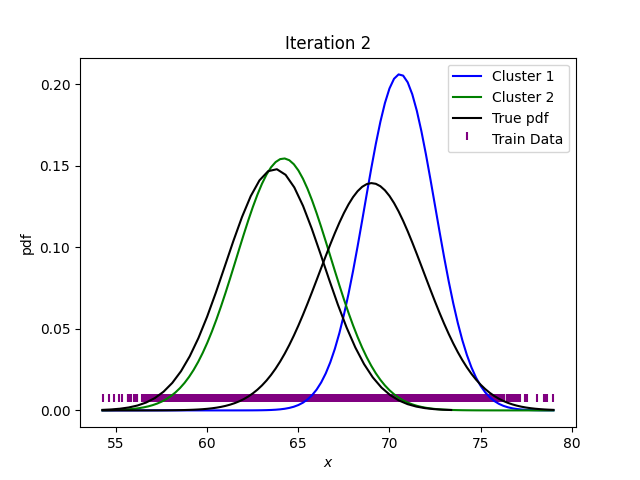 Iteration 2
Cluster 1
Cluster 2
True pdf
Train Data
pdf
0.20
0.15
0.10
0.05
0.00
55 60 65 70 75 80
x